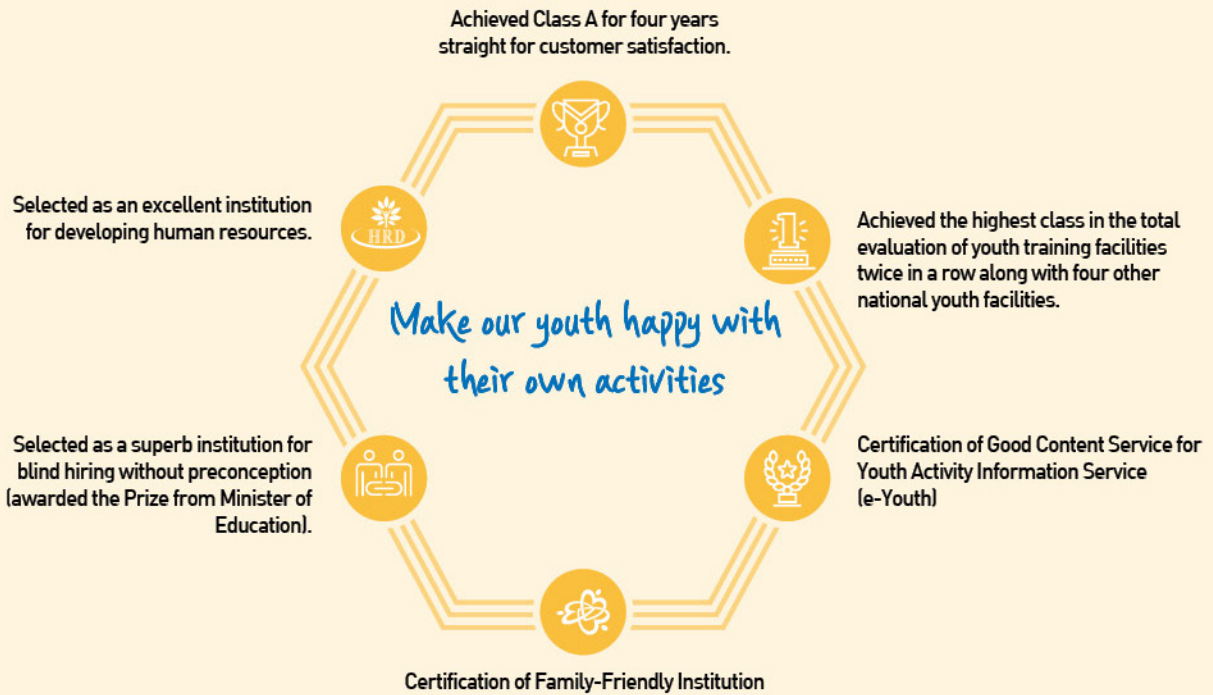 Achieved Class A for four years
straight for customer satisfaction.
Selected as an excellent institution
for developing human resources.
HRD
Achieved the highest class in the total
evaluation of youth training facilities
twice in a row along with four other
national youth facilities.
Make our youth happy with
their own activities
Selected as a superb institution for
blind hiring without preconception
(awarded the Prize from Minister of
Education).
Certification of Good Content Service for
Youth Activity Information Service
(e-Youth)
Certification of Family-Friendly Institution